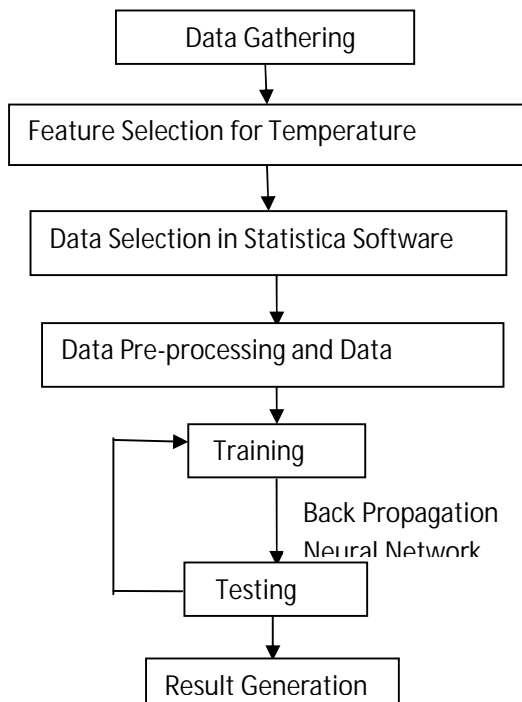 Data Gathering
Feature Selection for Temperature
Data Selection in Statistica Software
Data Pre-processing and Data
Training
Back Propagation
Neural Network
Testing
Result Generation